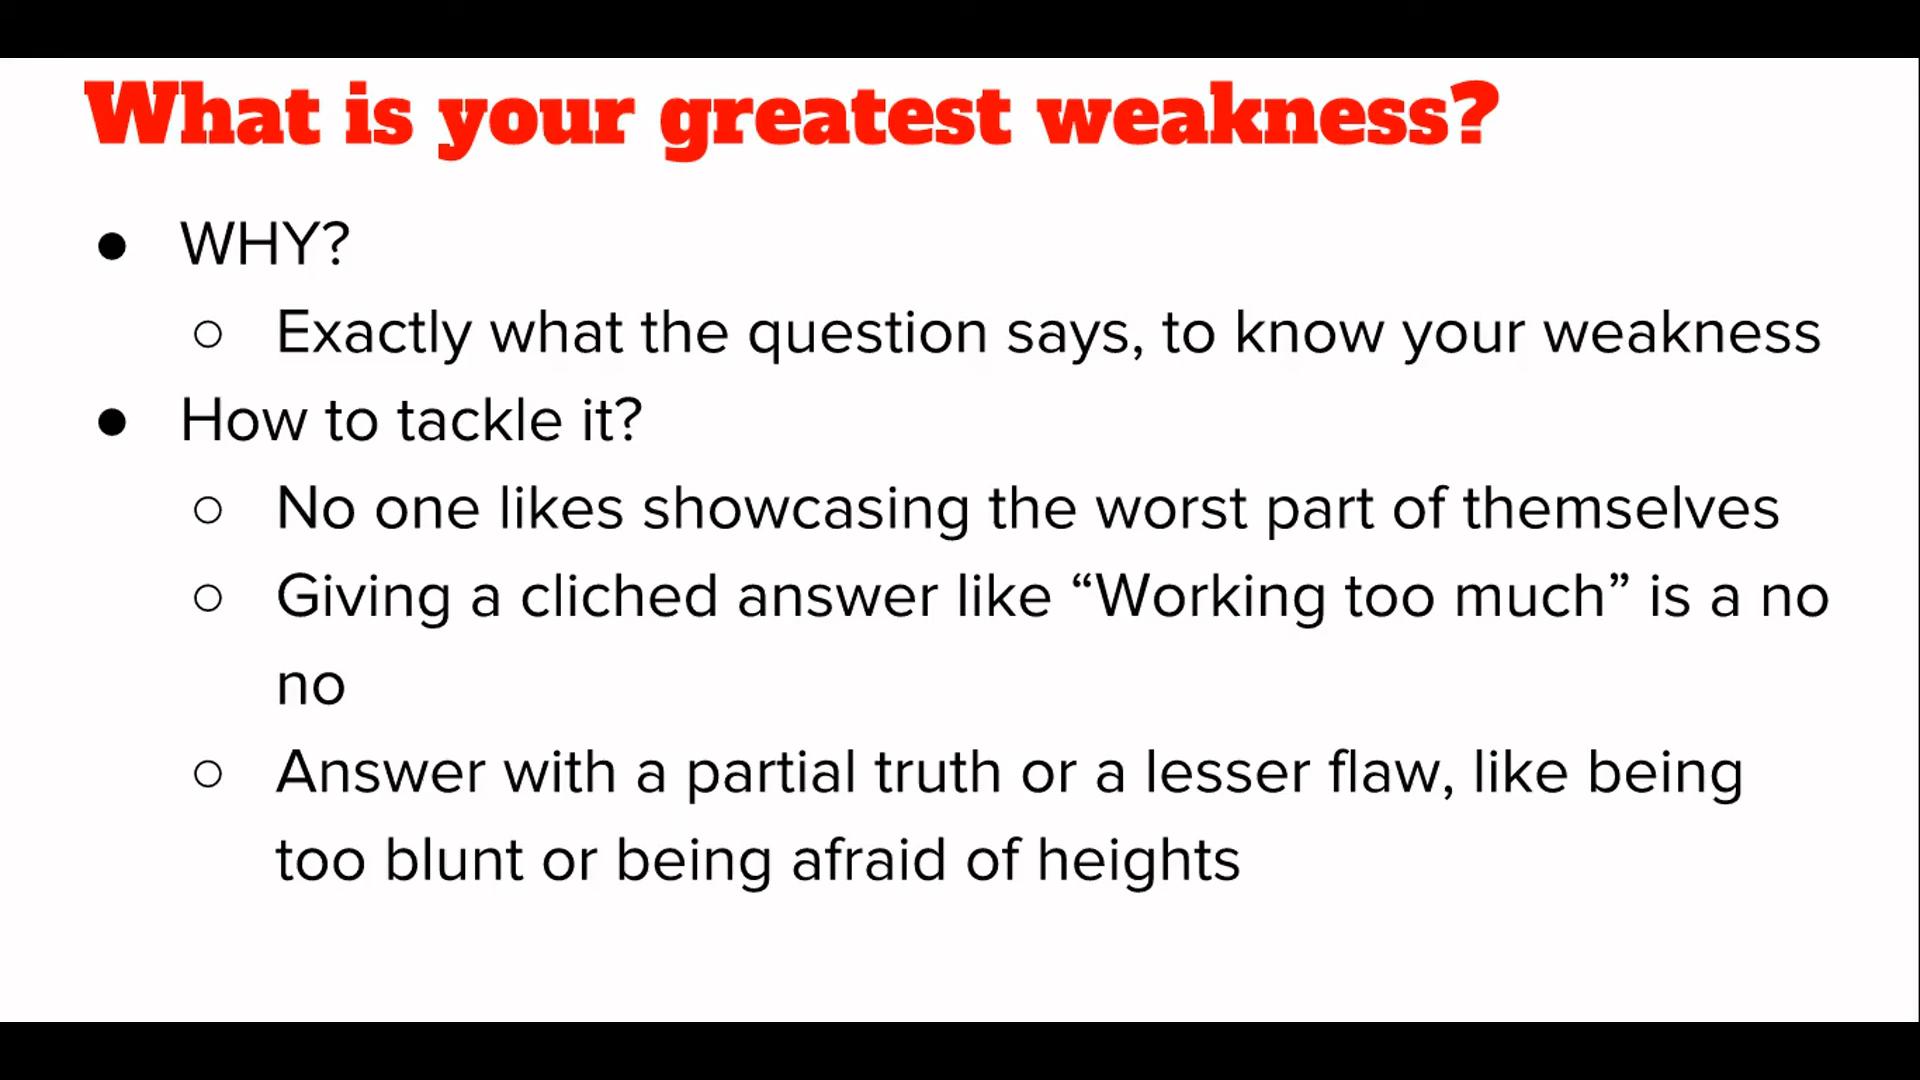 What is your greatest weakness?
● WHY?
○ Exactly what the question says, to know your weakness
● How to tackle it?
○ No one likes showcasing the worst part of themselves
○ Giving a cliched answer like “Working too much” is a no
no
○ Answer with a partial truth or a lesser flaw, like being
too blunt or being afraid of heights